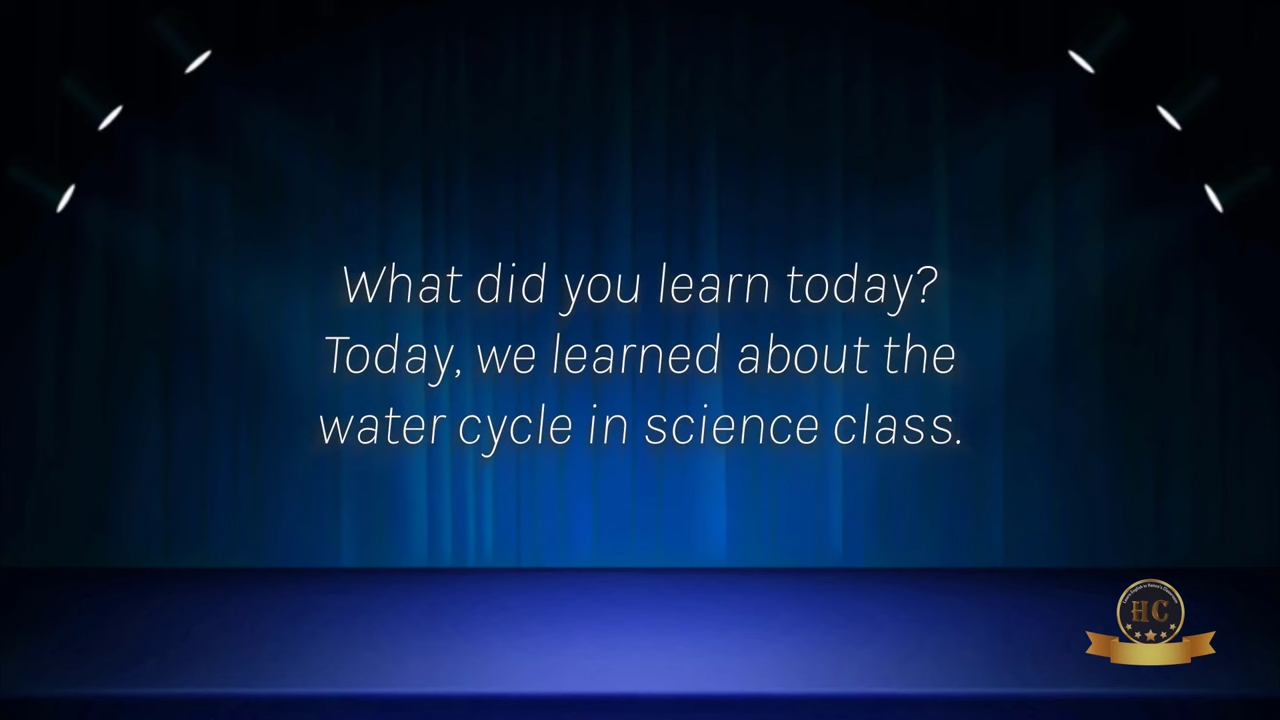 What did you learn today?
Today, we learned about the
water cycle in science class.
HC